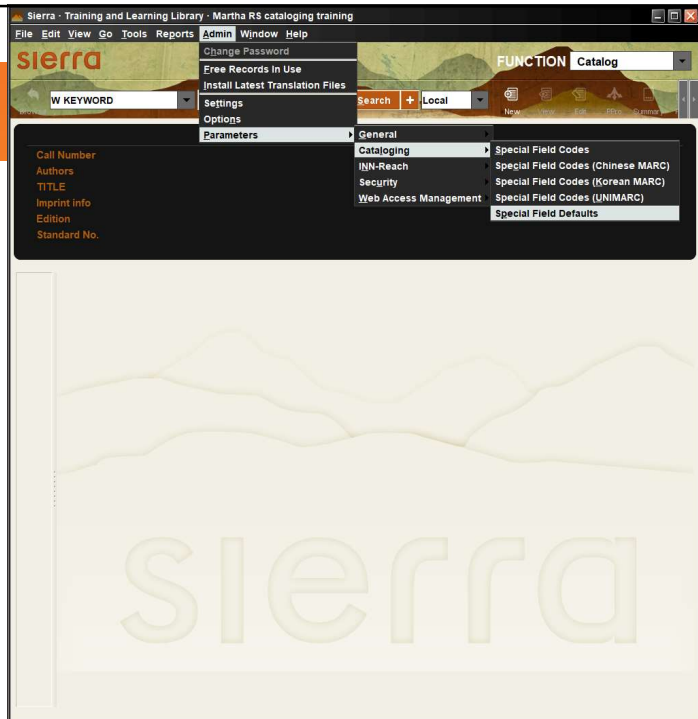 Sierra · Training and Learning Library · Martha RS cataloging training
File Edit View Go Tools Reports Admin Window Help
sierra
FUNCTION Catalog
Change Password
Free Records In Use
Install Latest Translation Files
Settings
Options
Parameters
W KEYWORD
Search + Local
New View Edit Summary
General
Cataloging
INN-Reach
Security
Web Access Management
Special Field Codes
Special Field Codes (Chinese MARC)
Special Field Codes (Korean MARC)
Special Field Codes (UNIMARC)
Special Field Defaults
Call Number
Authors
TITLE
Imprint info
Edition
Standard No.
sierra